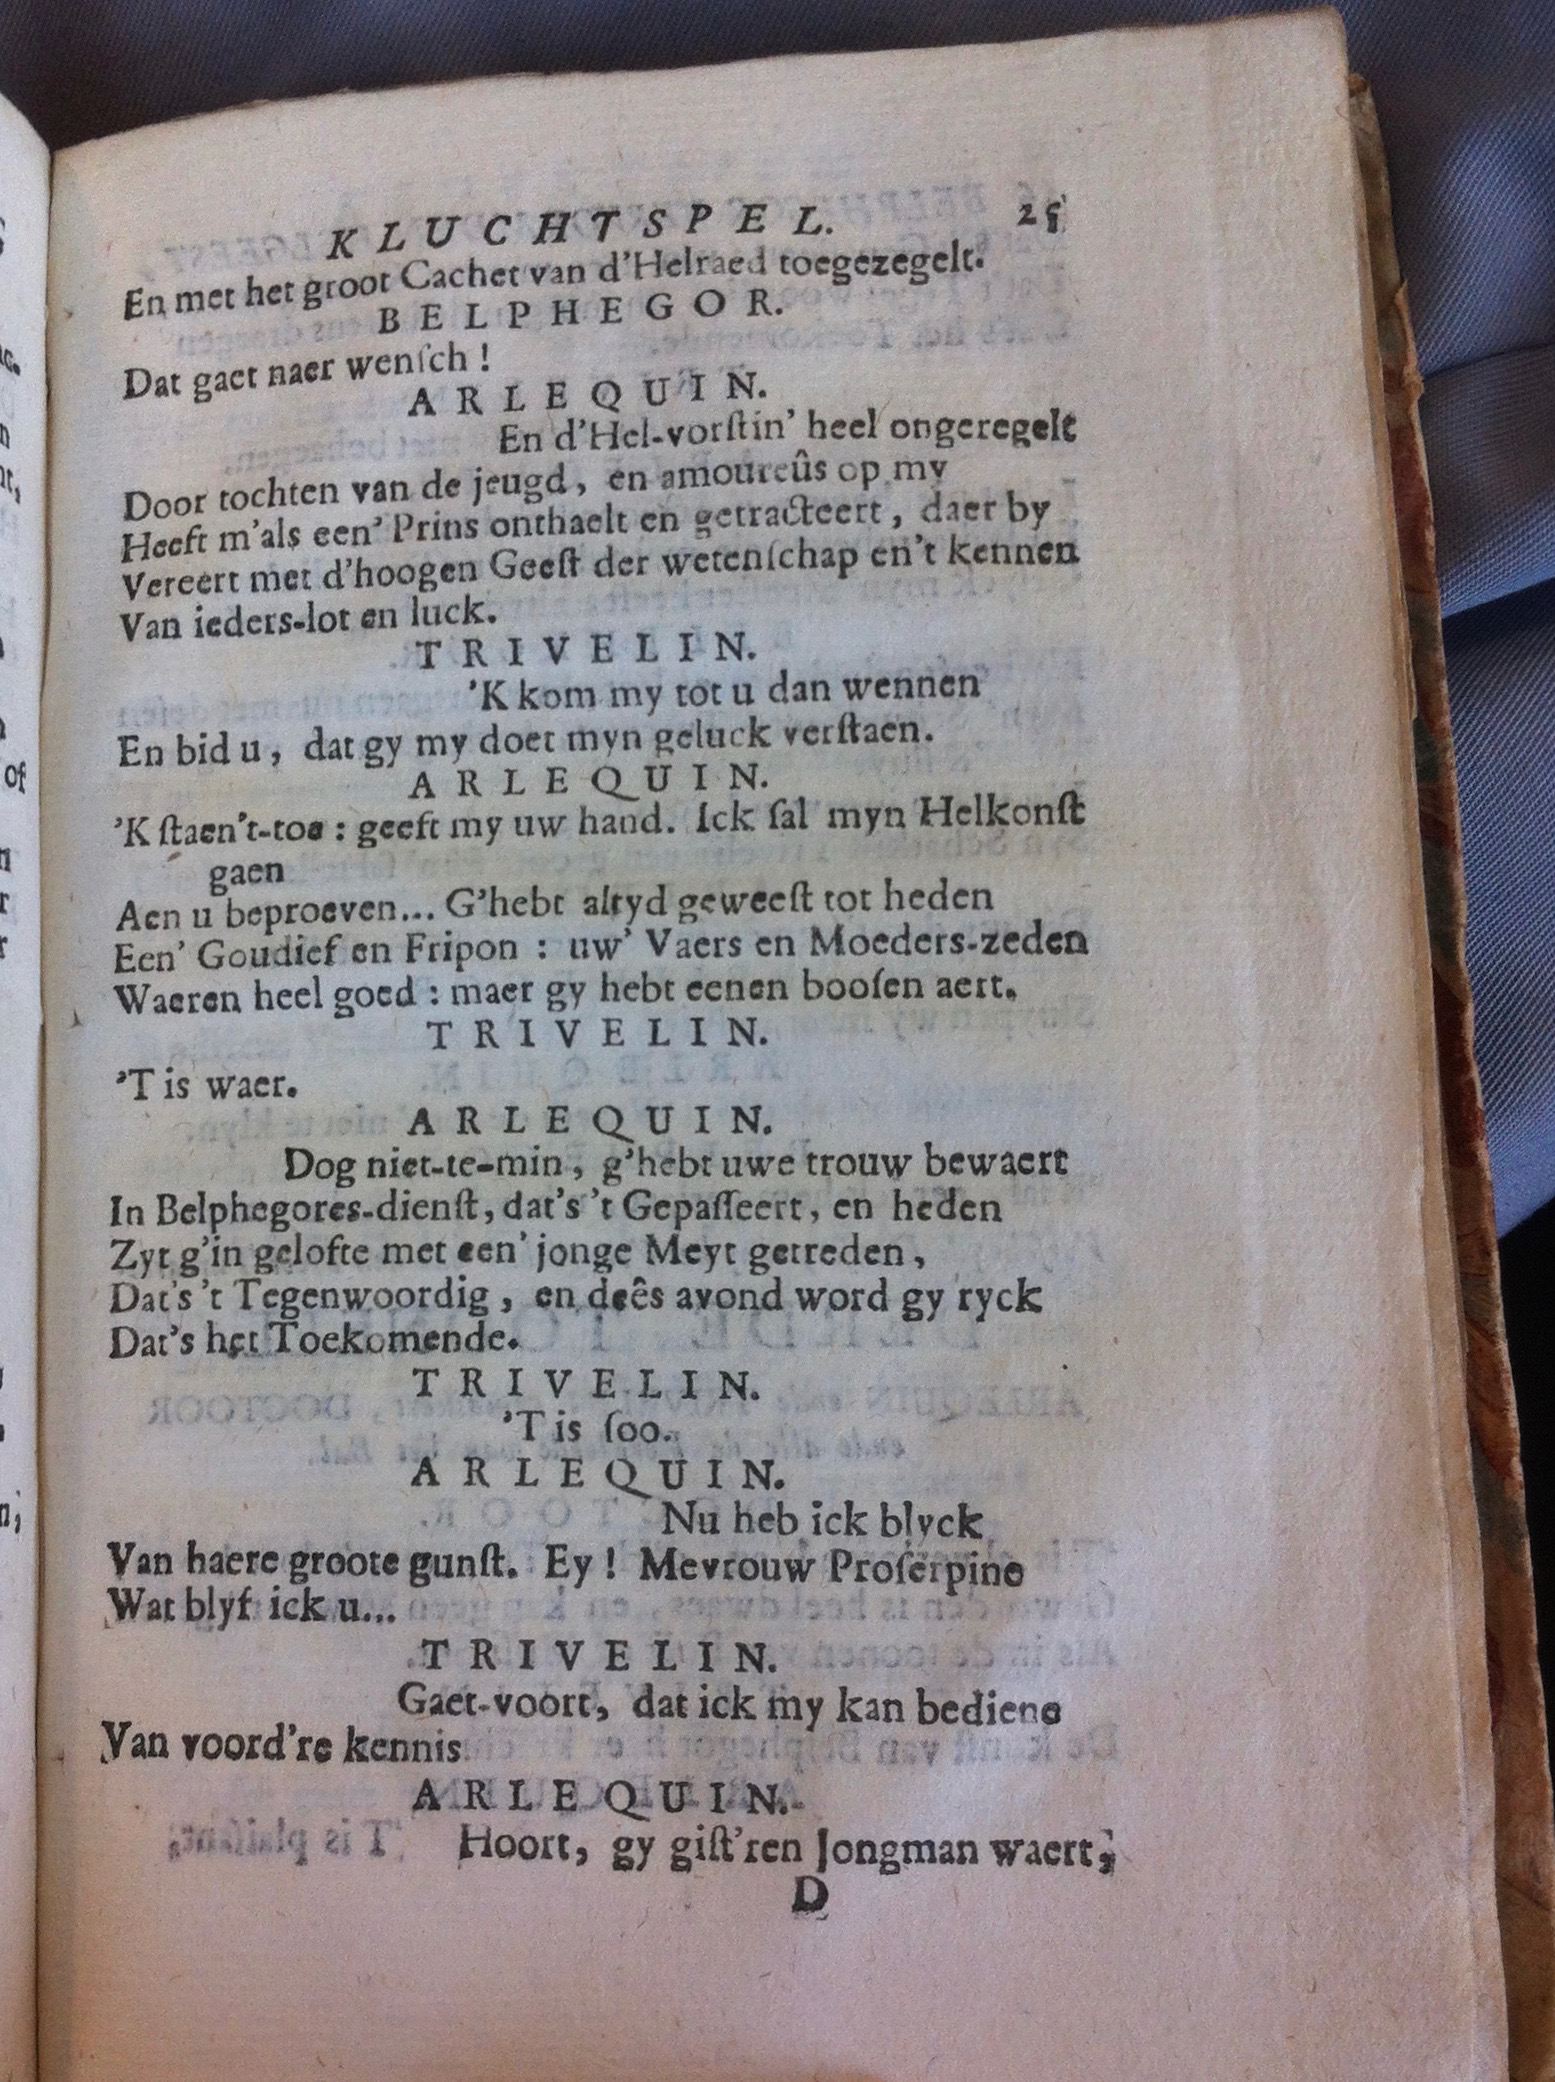 KLUCHTSPEL. 25
En met het groot Cachet van d'Helraed toegezegelt.
BELPHEGOR.
Dat gaet naer wenſch !
ARLEQUIN.
En d'Hel-vorſtin' heel ongeregelt
Door tochten van de jeugd, en amoureûs op my
Heeft m'als een' Prins onthaelt en getracteert, daer by
Vereert met d'hoogen Geeſt der wetenſchap en't kennen
Van ieders-lot en luck.
TRIVELIN.
'K kom my tot u dan wennen
En bid u, dat gy my doet myn geluck verſtaen.
ARLEQUIN.
'K ſtaen't-toe : geeft my uw hand. Ick ſal myn Helkonſt
gaen
Aen u beproeven... G'hebt altyd geweeſt tot heden
Een' Goudief en Fripon : uw' Vaers en Moeders-zeden
Waeren heel goed : maer gy hebt eenen booſen aert.
TRIVELIN.
'T is waer.
ARLEQUIN.
Dog niet-te-min, g'hebt uwe trouw bewaert
In Belphegores-dienſt, dat's 't Gepaſſeert, en heden
Zyt g'in gelofte met een' jonge Meyt getreden,
Dat's 't Tegenwoordig, en deês avond word gy ryck
Dat's het Toekomende.
TRIVELIN.
'T is ſoo.
ARLEQUIN.
Nu heb ick blyck
Van haere groote gunſt. Ey ! Mevrouw Proſerpine
Wat blyf ick u...
TRIVELIN.
Gaet-voort, dat ick my kan bediene
Van voord're kennis
ARLEQUIN.
Hoort, gy giſt'ren Jongman waert,
D